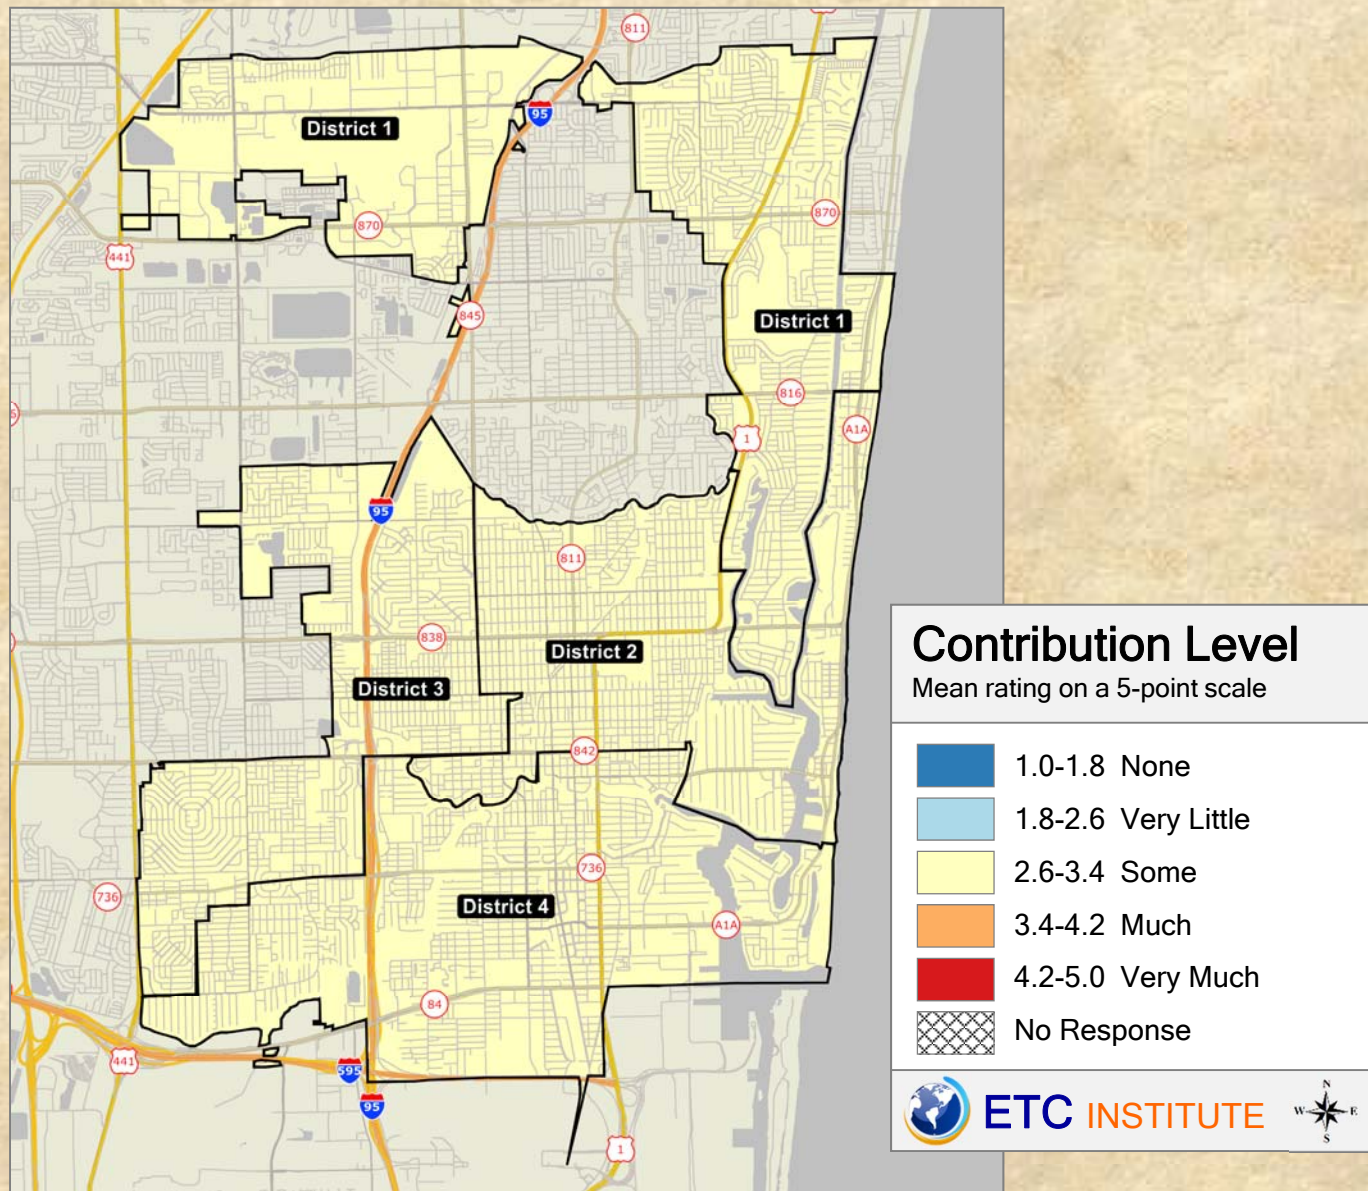 811
95
District 1
870
870
441
845
District 1
816
A1A
1
95
811
838
District 2
District 3
842
736
736
District 4
A1A
84
441
595
95
1
Contribution Level
Mean rating on a 5-point scale
1.0-1.8 None
1.8-2.6 Very Little
2.6-3.4 Some
3.4-4.2 Much
4.2-5.0 Very Much
No Response
ETC INSTITUTE
N
W E
S